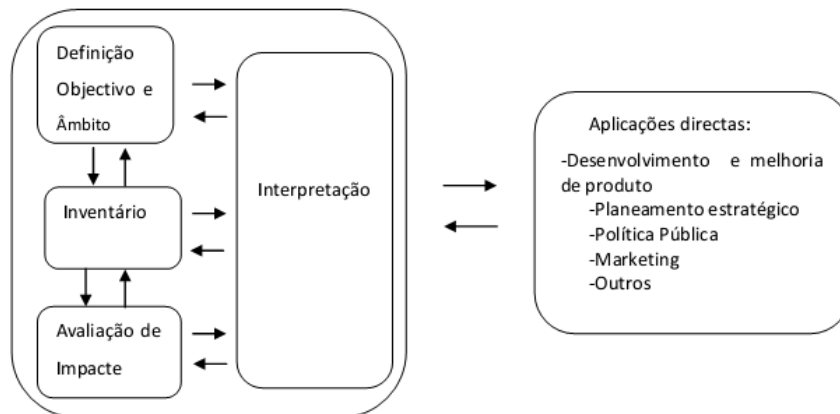 Definição
Objectivo e
Âmbito
Inventário
Avaliação de
Impacte
Interpretação
Aplicações directas:
-Desenvolvimento e melhoria
de produto
-Planeamento estratégico
-Política Pública
-Marketing
-Outros